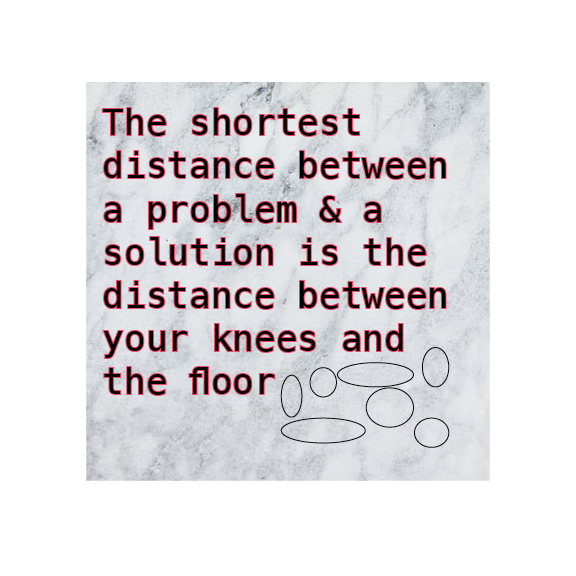 The shortest
distance between
a problem & a
solution is the
distance between
your knees and
the floor